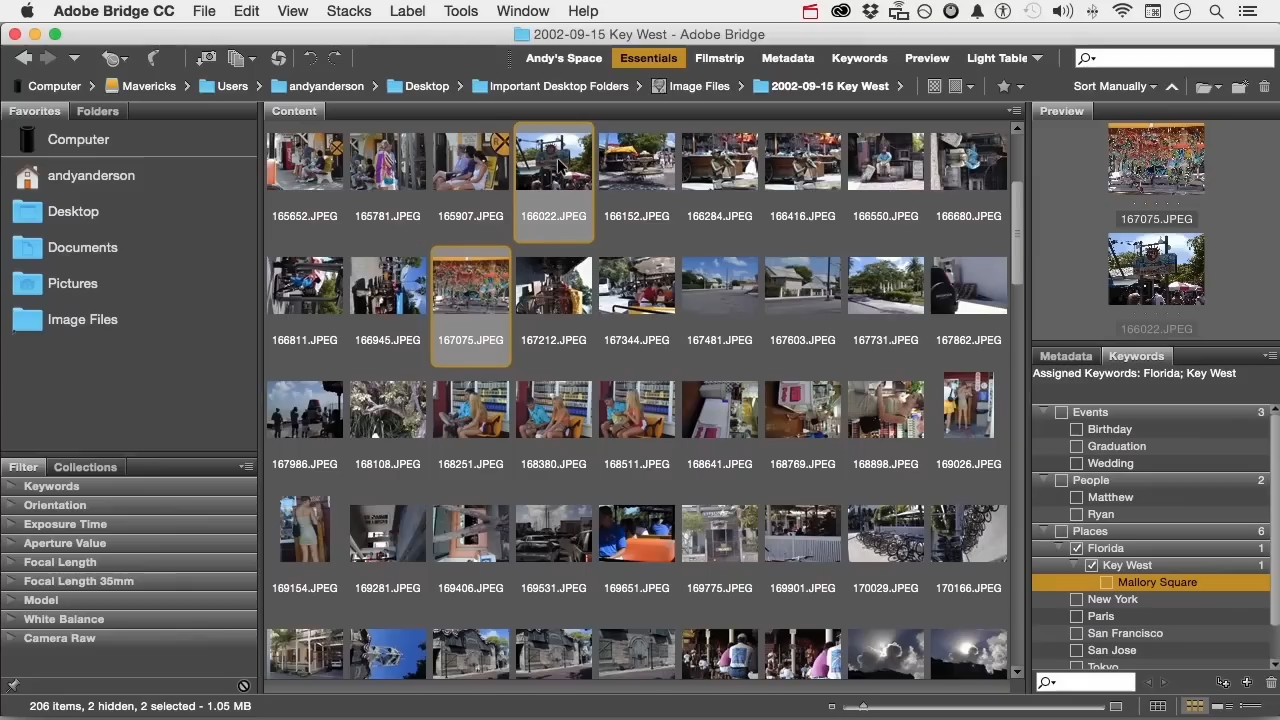 Adobe Bridge CC File Edit View Stacks Label Tools Window Help
2002-09-15 Key West - Adobe Bridge
Andy's Space Essentials Filmstrip Metadata Keywords Preview Light Table
Computer Mavericks Users andyanderson Desktop Important Desktop Folders Image Files 2002-09-15 Key West Sort Manually
Favorites Folders
Computer
andyanderson
Desktop
Documents
Pictures
Image Files
Filter Collections
Keywords
Orientation
Exposure Time
Aperture Value
Focal Length
Focal Length 35mm
Model
White Balance
Camera Raw
Content
165652.JPEG 165781.JPEG 165907.JPEG 166022.JPEG 166152.JPEG 166284.JPEG 166416.JPEG 166550.JPEG 166680.JPEG
166811.JPEG 166945.JPEG 167075.JPEG 167212.JPEG 167344.JPEG 167481.JPEG 167603.JPEG 167731.JPEG 167862.JPEG
167986.JPEG 168108.JPEG 168251.JPEG 168380.JPEG 168511.JPEG 168641.JPEG 168769.JPEG 168898.JPEG 169026.JPEG
169154.JPEG 169281.JPEG 169406.JPEG 169531.JPEG 169651.JPEG 169775.JPEG 169901.JPEG 170029.JPEG 170166.JPEG
Preview
167075.JPEG
166022.JPEG
Metadata Keywords
Assigned Keywords: Florida; Key West
Events 3
Birthday
Graduation
Wedding
People 2
Matthew
Ryan
Places 6
Florida 1
Key West 1
Mallory Square
New York
Paris
San Francisco
San Jose
Tokyo
206 items, 2 hidden, 2 selected - 1.05 MB